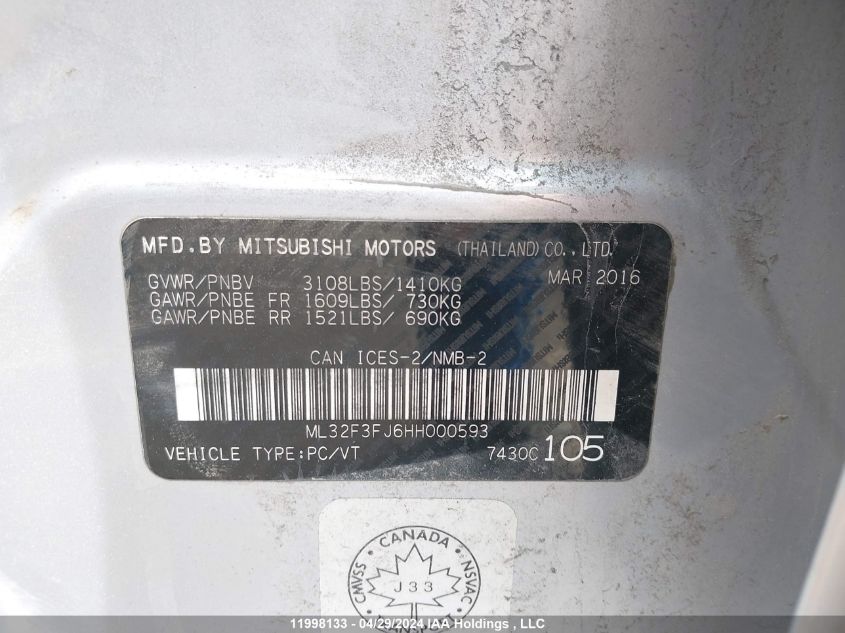 MFD.BY MITSUBISHI MOTORS (THAILAND)CO.,LTD.
GVWR/PNBV 3108LBS/1410KG MAR 2016
GAWR/PNBE FR 1609LBS/ 730KG
GAWR/PNBE RR 1521LBS/ 690KG
CAN ICES-2/NMB-2
ML32F3FJ6HH000593
VEHICLE TYPE:PC/VT 7430C 105
CANADA
CMVSS J33 NSVAC
TRANSPORT
11998133 - 04/29/2024 IAA Holdings , LLC